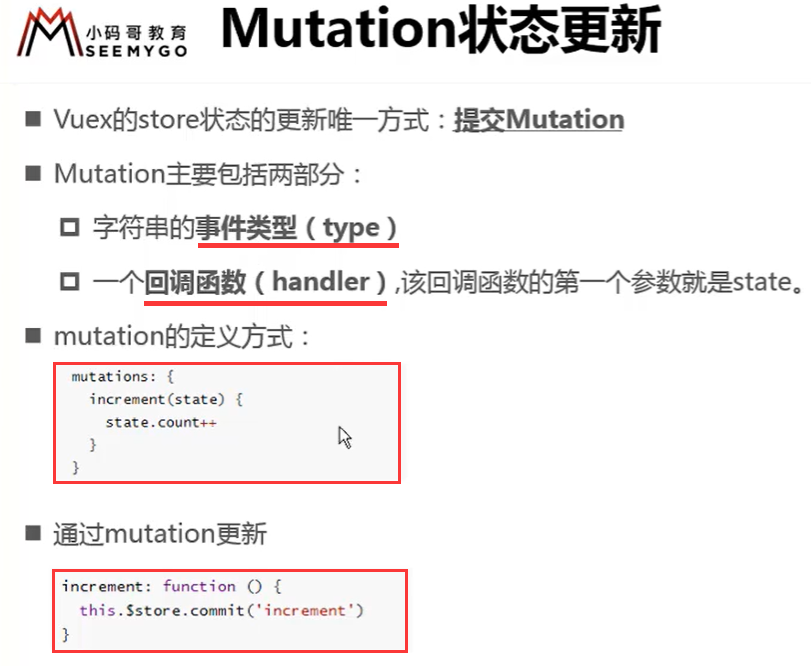 小码哥教育
SEEMYGO
Mutation状态更新
Vuex的store状态的更新唯一方式：提交Mutation
Mutation主要包括两部分：
字符串的事件类型（type）
一个回调函数（handler）,该回调函数的第一个参数就是state。
mutation的定义方式：
mutations: {
increment(state) {
state.count++
}
}
通过mutation更新
increment: function () {
this.$store.commit('increment')
}